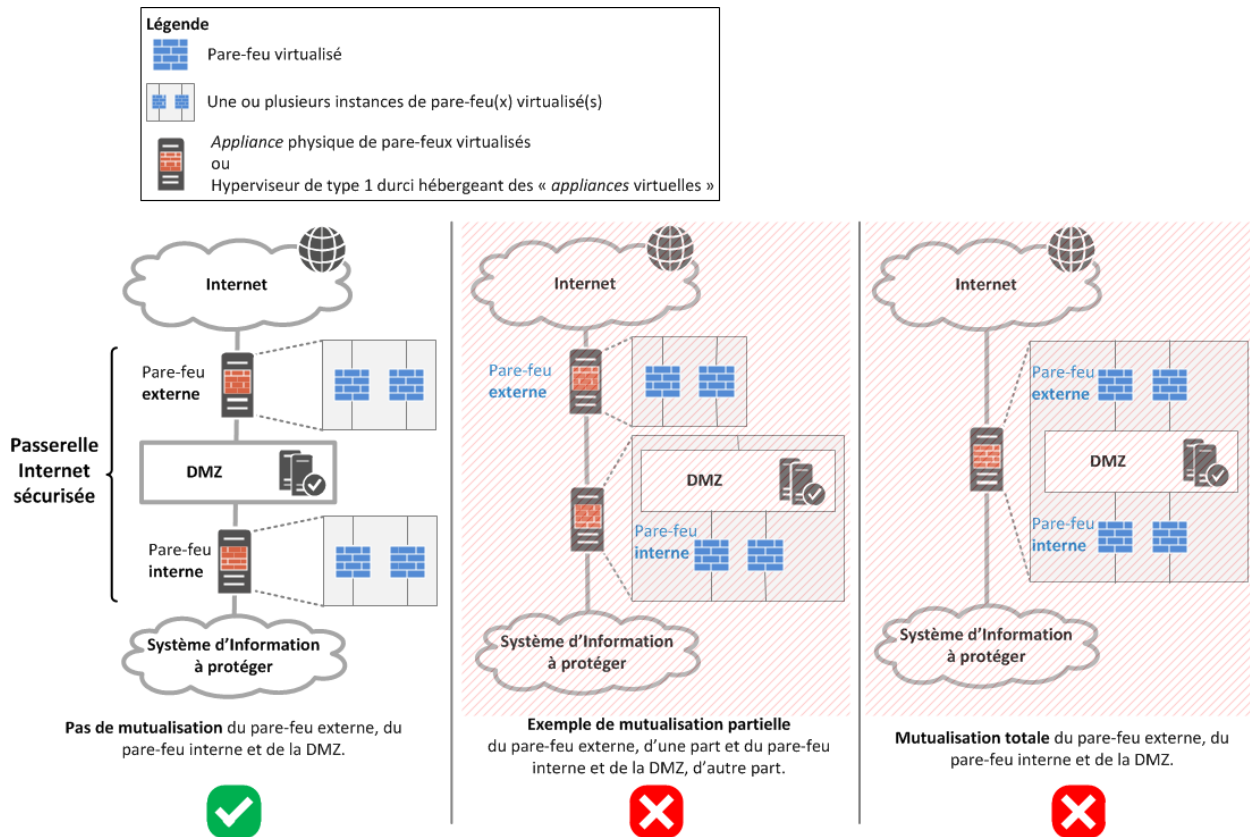 Légende
Pare-feu virtualisé
Une ou plusieurs instances de pare-feu(x) virtualisé(s)
Appliance physique de pare-feux virtualisés
ou
Hyperviseur de type 1 durci hébergeant des « appliances virtuelles »
Internet
Pare-feu
externe
Passerelle
Internet
sécurisée
DMZ
Pare-feu
interne
Système d'Information
à protéger
Pas de mutualisation du pare-feu externe, du
pare-feu interne et de la DMZ.
Internet
Pare-feu
externe
DMZ
Pare-feu
interne
Système d'Information
à protéger
Exemple de mutualisation partielle
du pare-feu externe, d'une part et du pare-feu
interne et de la DMZ, d'autre part.
Internet
Pare-feu
externe
DMZ
Pare-feu
interne
Système d'Information
à protéger
Mutualisation totale du pare-feu externe, du
pare-feu interne et de la DMZ.